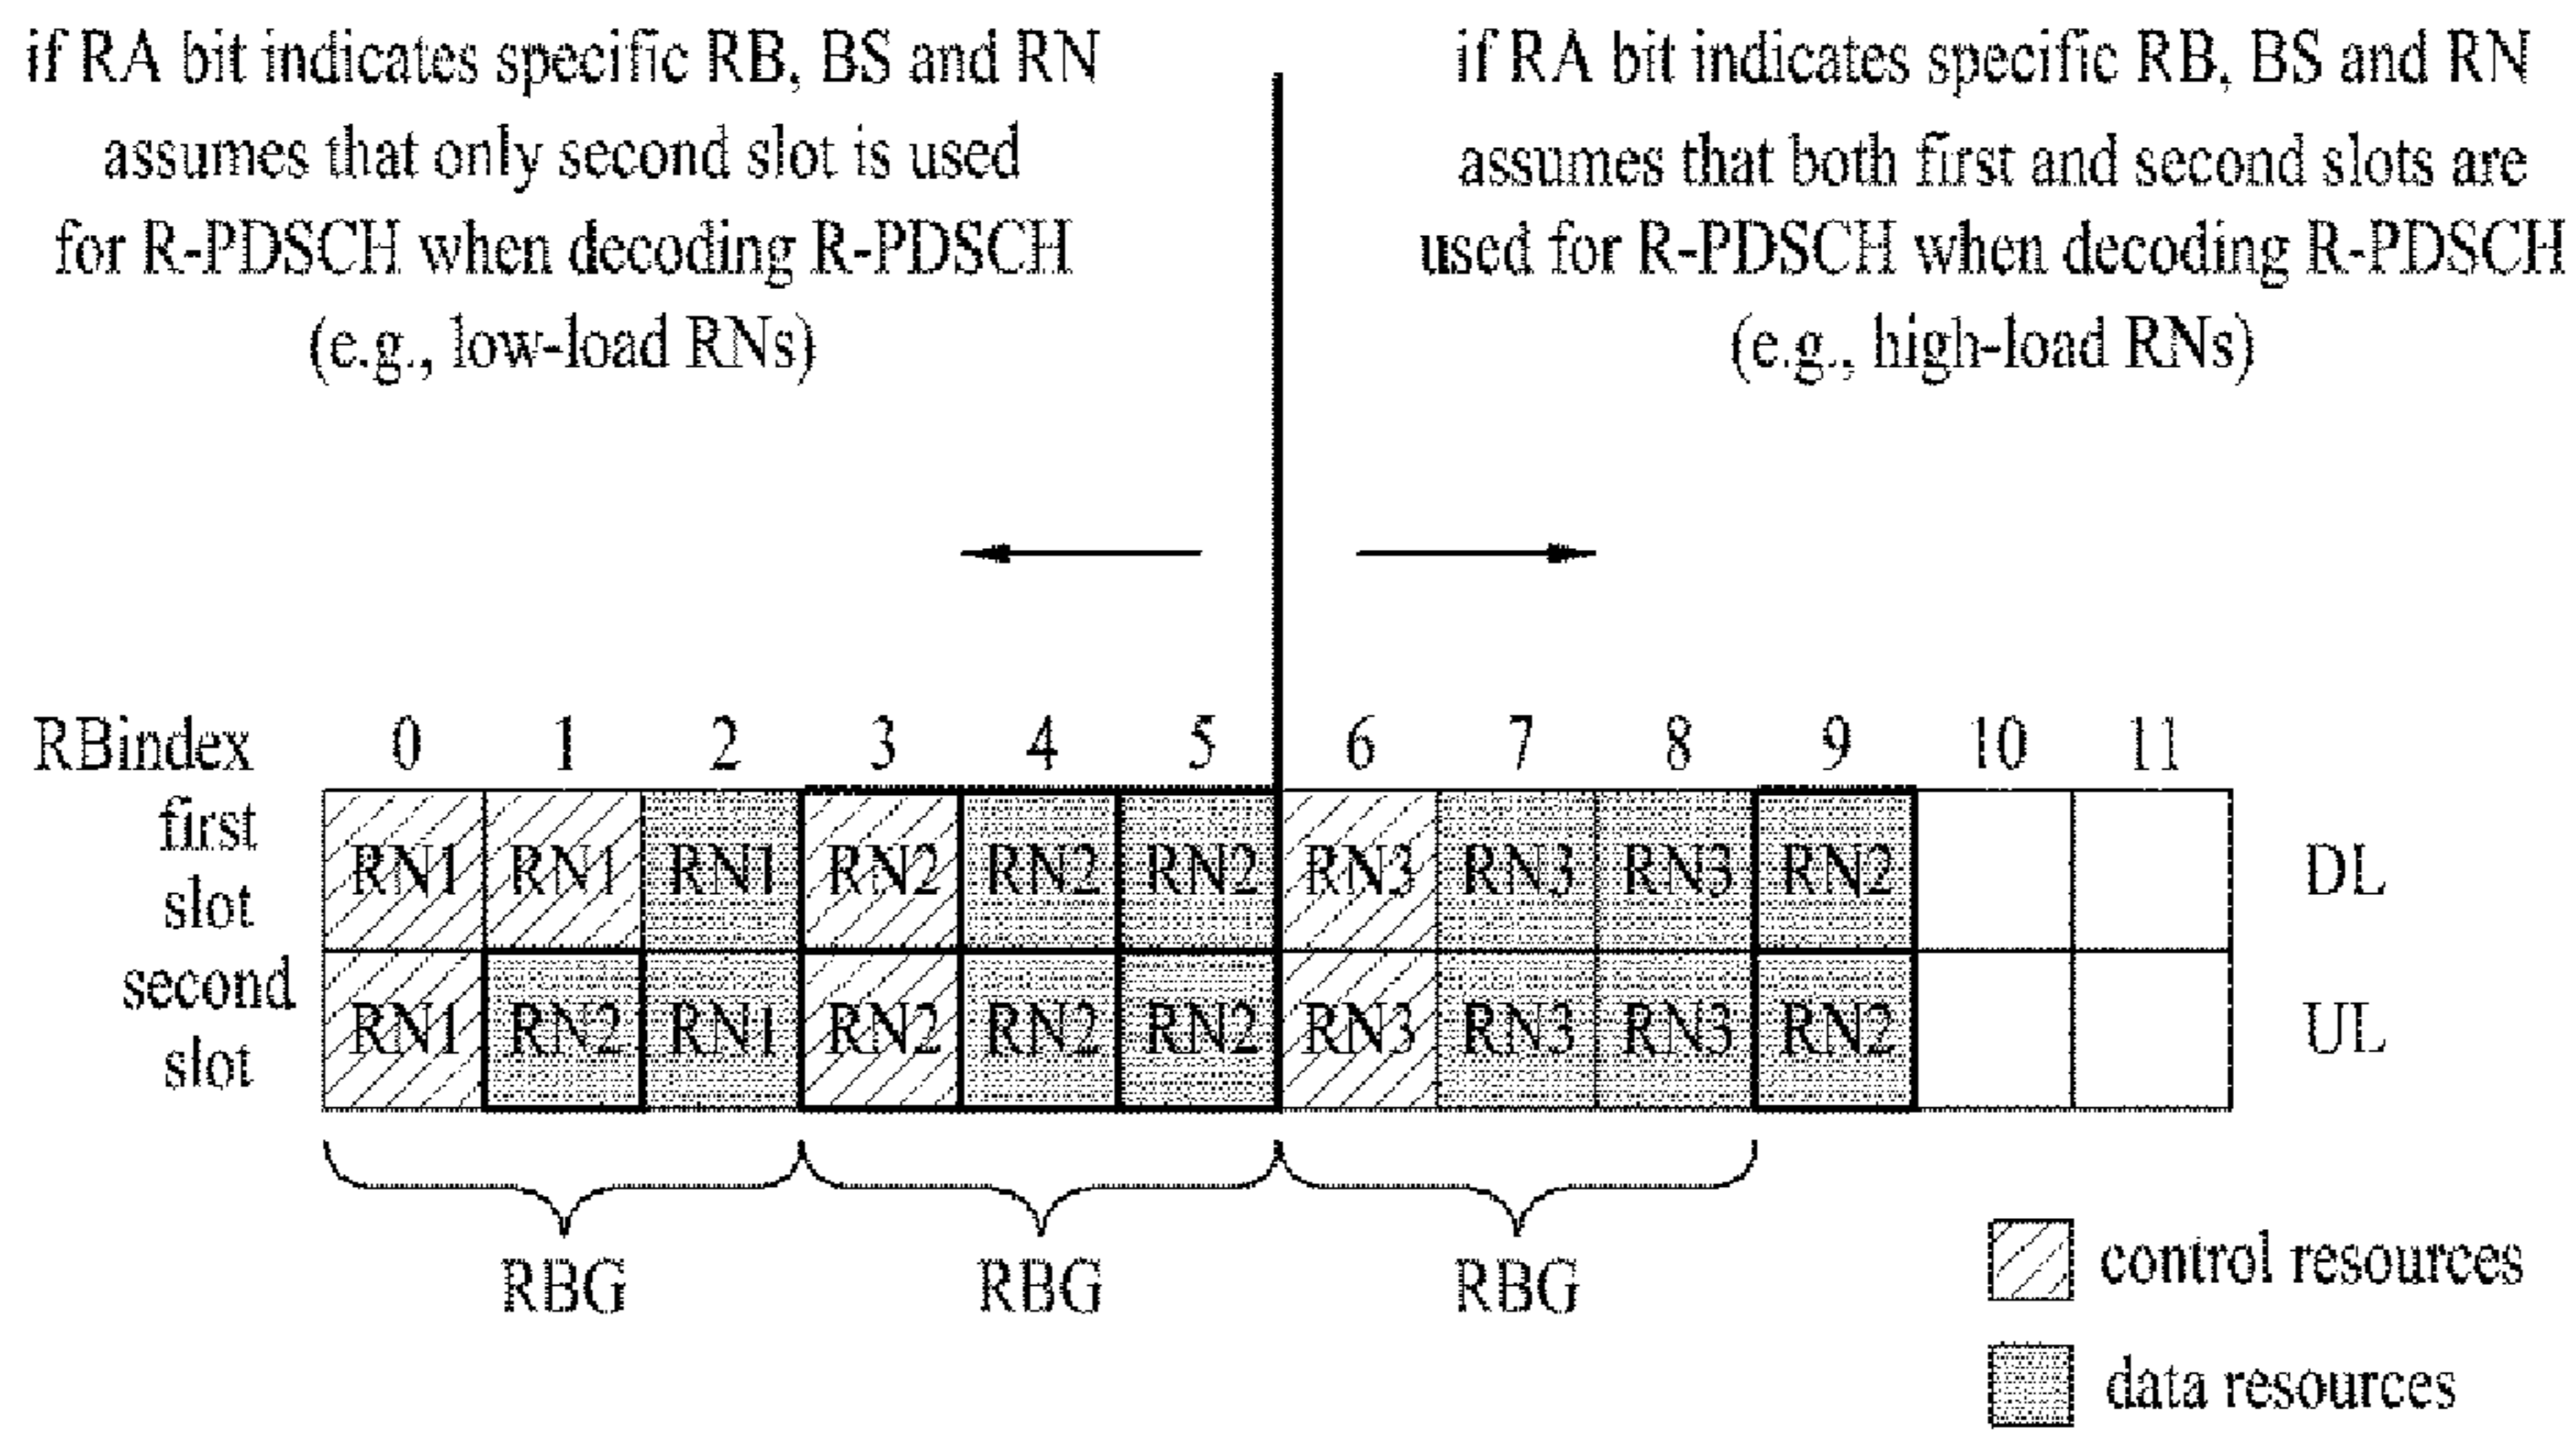 if RA bit indicates specific RB, BS and RN
assumes that only second slot is used
for R-PDSCH when decoding R-PDSCH
(e.g., low-load RNs)
if RA bit indicates specific RB, BS and RN
assumes that both first and second slots are
used for R-PDSCH when decoding R-PDSCH
(e.g., high-load RNs)
RBindex 0 1 2 3 4 5 6 7 8 9 10 11
first slot RN1 RN1 RN1 RN2 RN2 RN2 RN3 RN3 RN3 RN2 DL
second slot RN1 RN2 RN1 RN2 RN2 RN2 RN3 RN3 RN3 RN2 UL
RBG RBG RBG
control resources
data resources